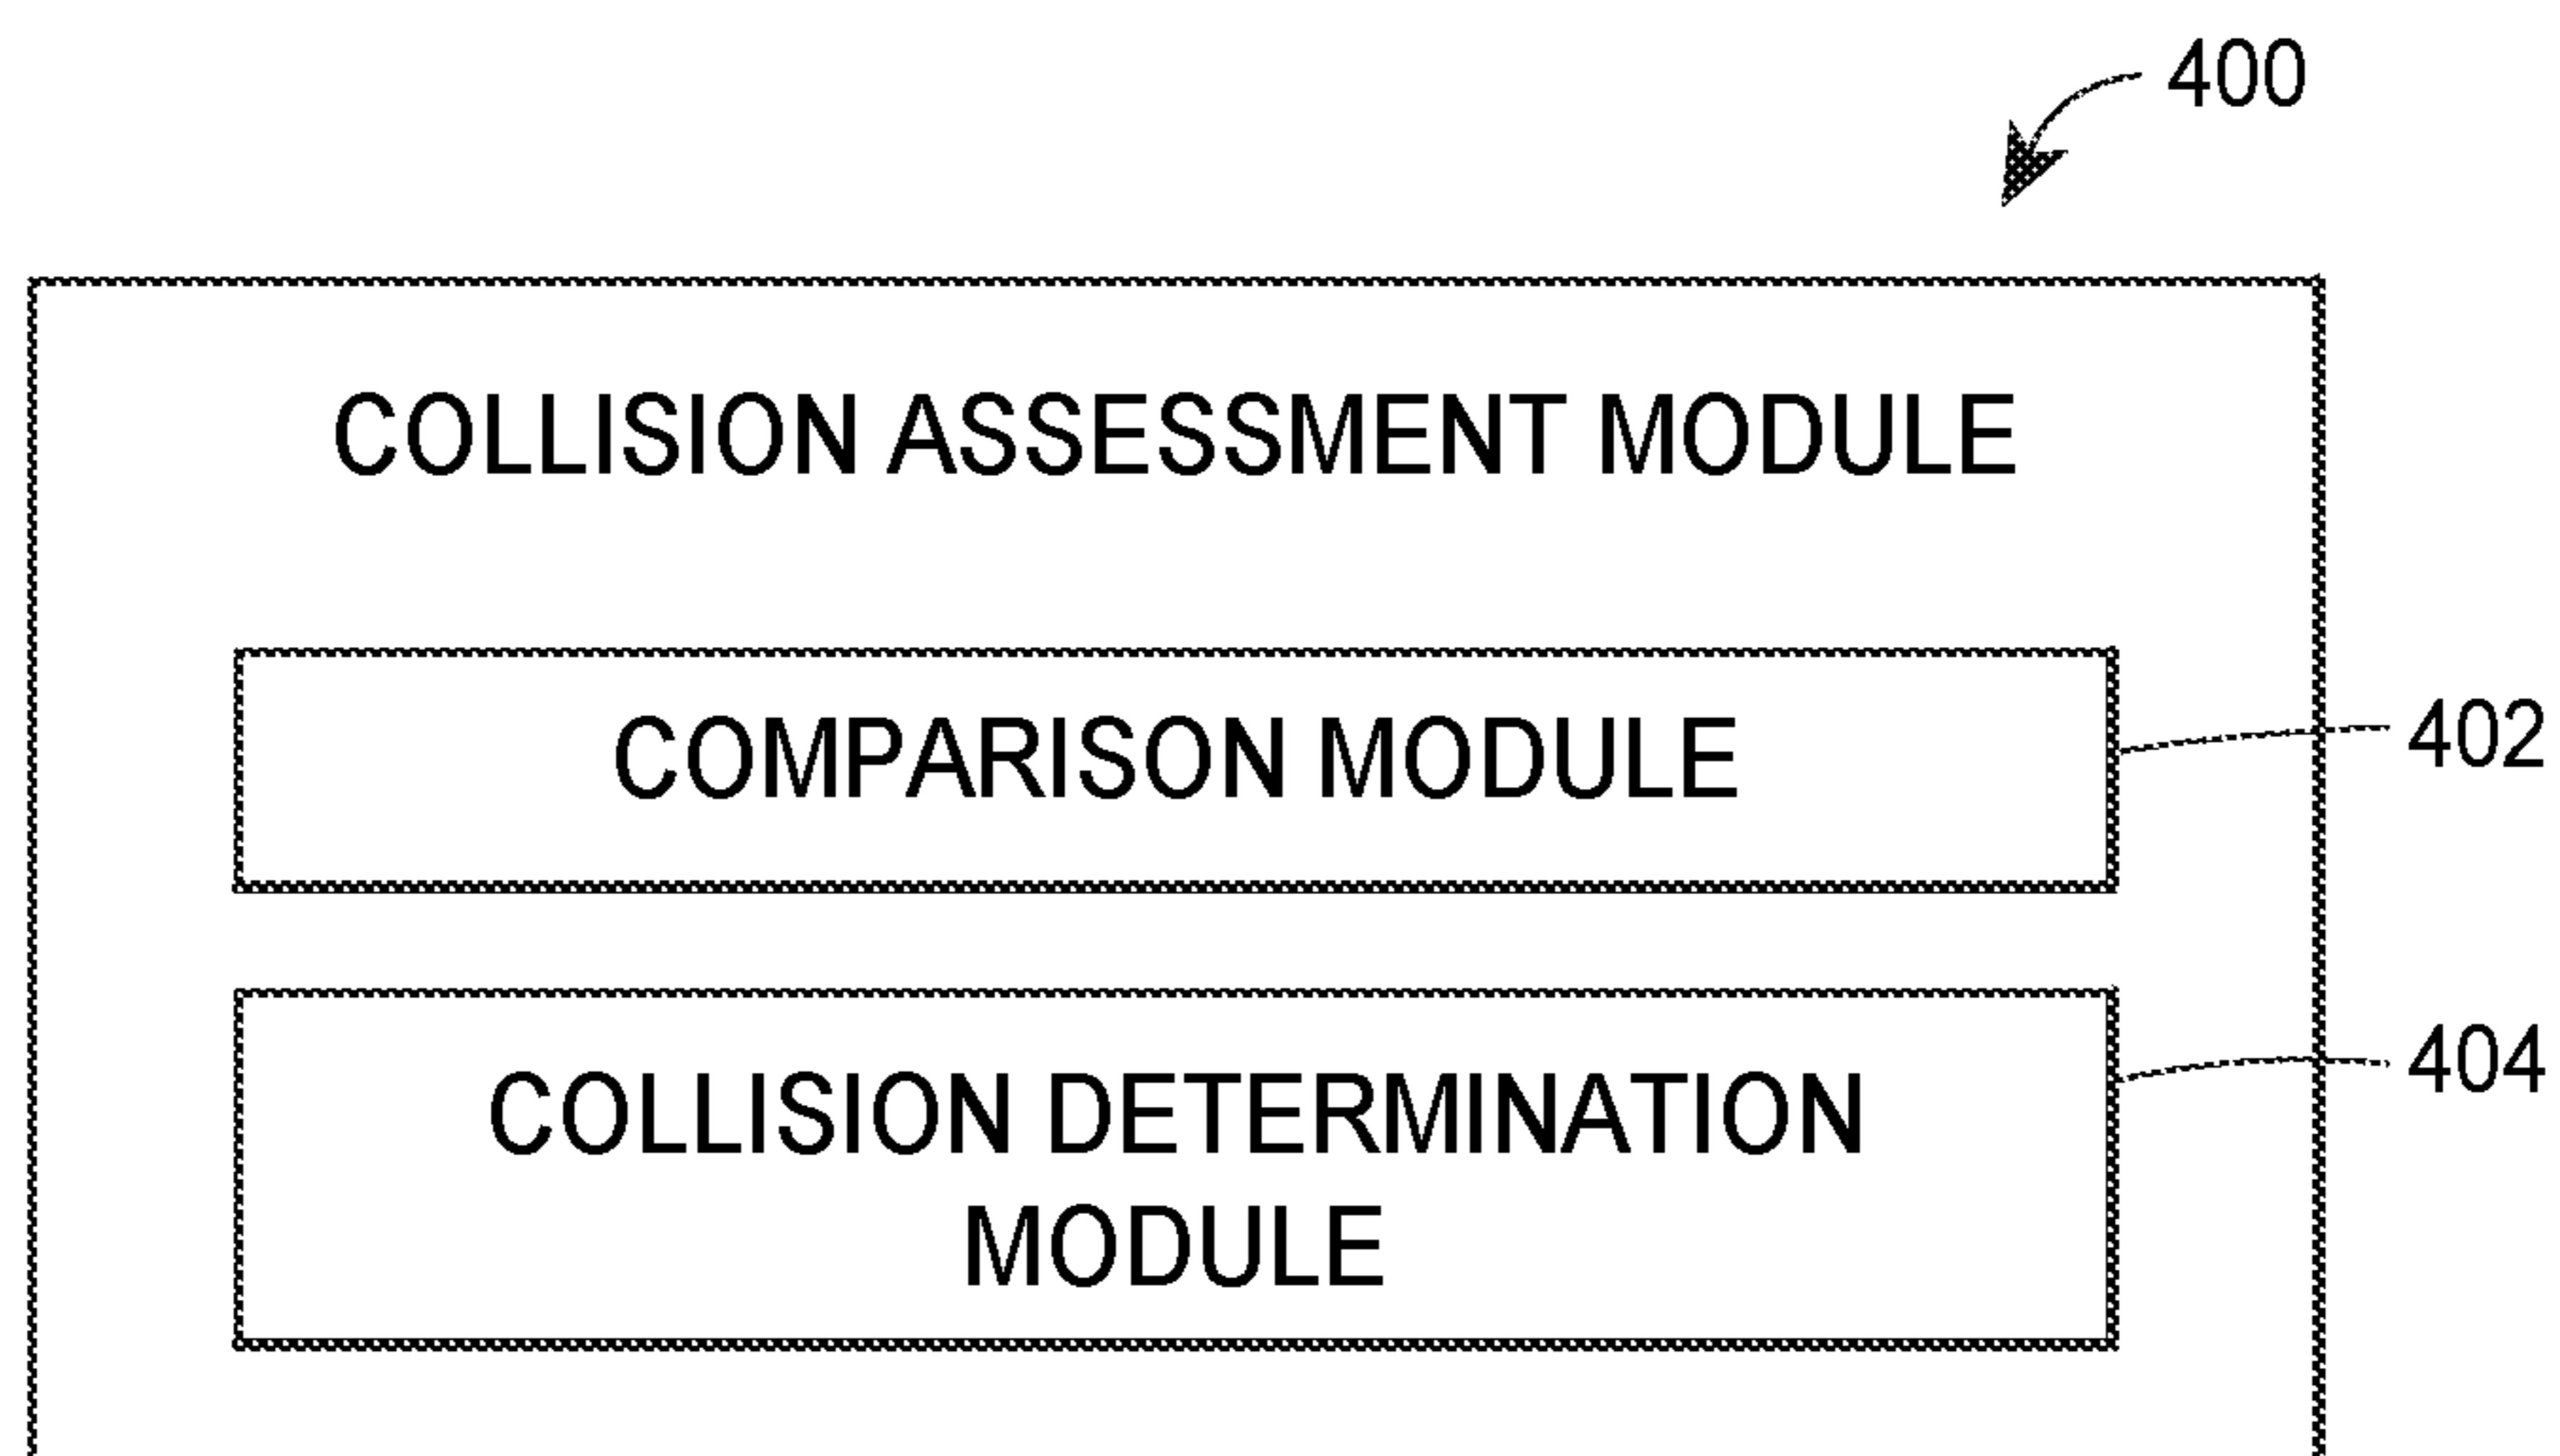 400
COLLISION ASSESSMENT MODULE
COMPARISON MODULE
402
COLLISION DETERMINATION
MODULE
404